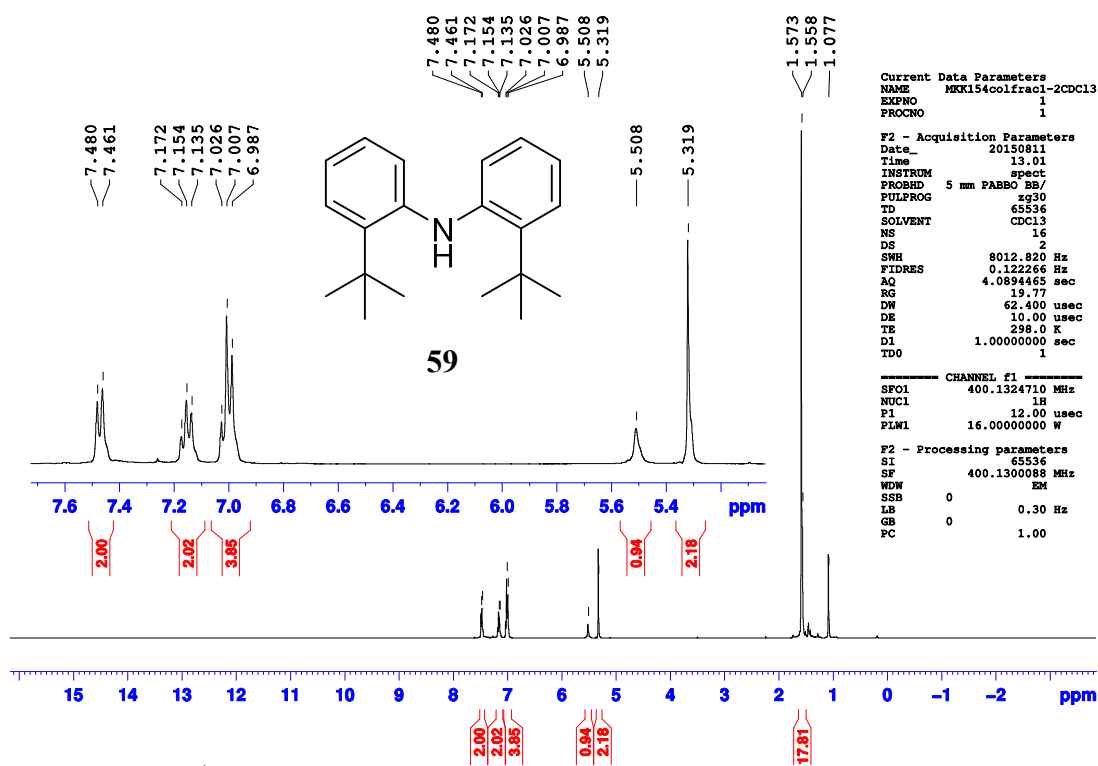 7.480
7.461
7.172
7.154
7.135
7.026
7.007
6.987
5.508
5.319
1.573
1.558
1.077
7.480
7.461
7.172
7.154
7.135
7.026
7.007
6.987
5.508
5.319
N
H
59
7.6 7.4 7.2 7.0 6.8 6.6 6.4 6.2 6.0 5.8 5.6 5.4 ppm
2.00 2.02 3.85 0.94 2.18
15 14 13 12 11 10 9 8 7 6 5 4 3 2 1 0 −1 −2 ppm
2.00 2.02 3.85 0.94 2.18 17.81
Current Data Parameters
NAME MKK154colfrac1-2CDCl3
EXPNO 1
PROCNO 1
F2 - Acquisition Parameters
Date_ 20150811
Time 13.01
INSTRUM spect
PROBHD 5 mm PABBO BB/
PULPROG zg30
TD 65536
SOLVENT CDCl3
NS 16
DS 2
SWH 8012.820 Hz
FIDRES 0.122266 Hz
AQ 4.0894465 sec
RG 19.77
DW 62.400 usec
DE 10.00 usec
TE 298.0 K
D1 1.00000000 sec
TD0 1
======== CHANNEL f1 ========
SFO1 400.1324710 MHz
NUC1 1H
P1 12.00 usec
PLW1 16.00000000 W
F2 - Processing parameters
SI 65536
SF 400.1300088 MHz
WDW EM
SSB 0
LB 0.30 Hz
GB 0
PC 1.00